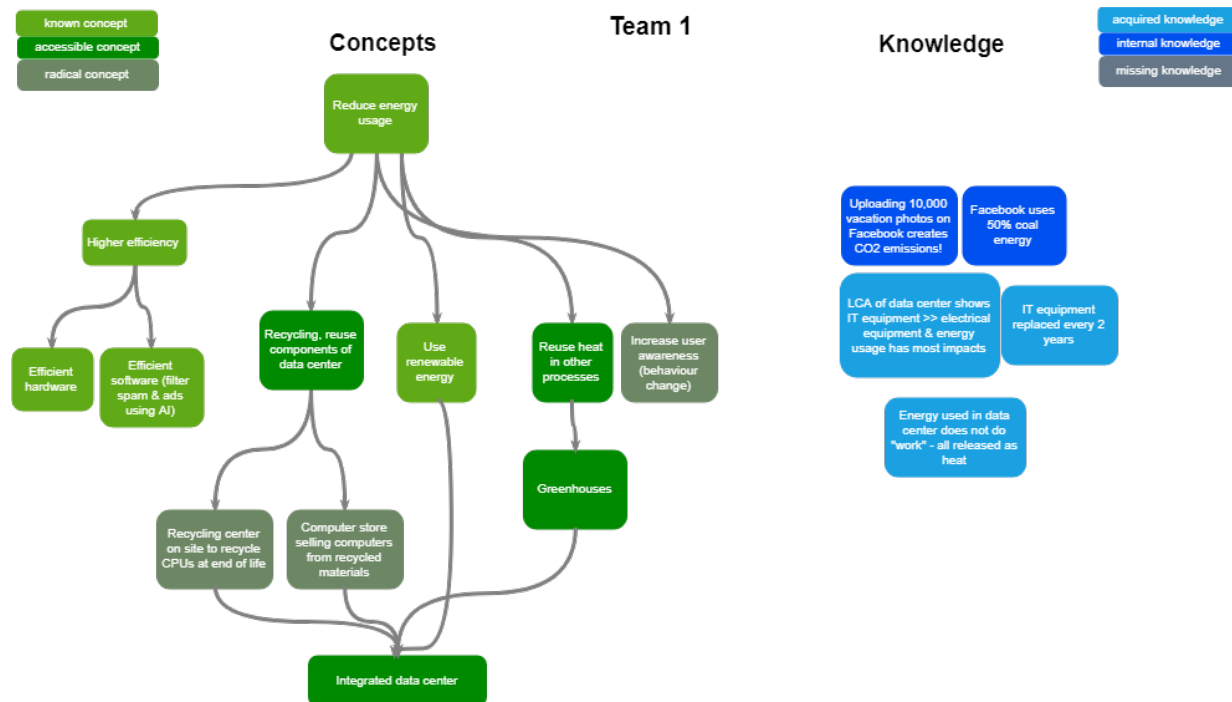 Team 1
known concept
accessible concept
radical concept
Concepts
Knowledge
acquired knowledge
internal knowledge
missing knowledge
Reduce energy
usage
Higher efficiency
Efficient
hardware
Efficient
software (filter
spam & ads
using AI)
Recycling, reuse
components of
data center
Use
renewable
energy
Reuse heat
in other
processes
Increase user
awareness
(behaviour
change)
Greenhouses
Recycling center
on site to recycle
CPUs at end of life
Computer store
selling computers
from recycled
materials
Integrated data center
Uploading 10,000
vacation photos on
Facebook creates
CO2 emissions!
Facebook uses
50% coal
energy
LCA of data center shows
IT equipment >> electrical
equipment & energy
usage has most impacts
IT equipment
replaced every 2
years
Energy used in data
center does not do
"work" - all released as
heat